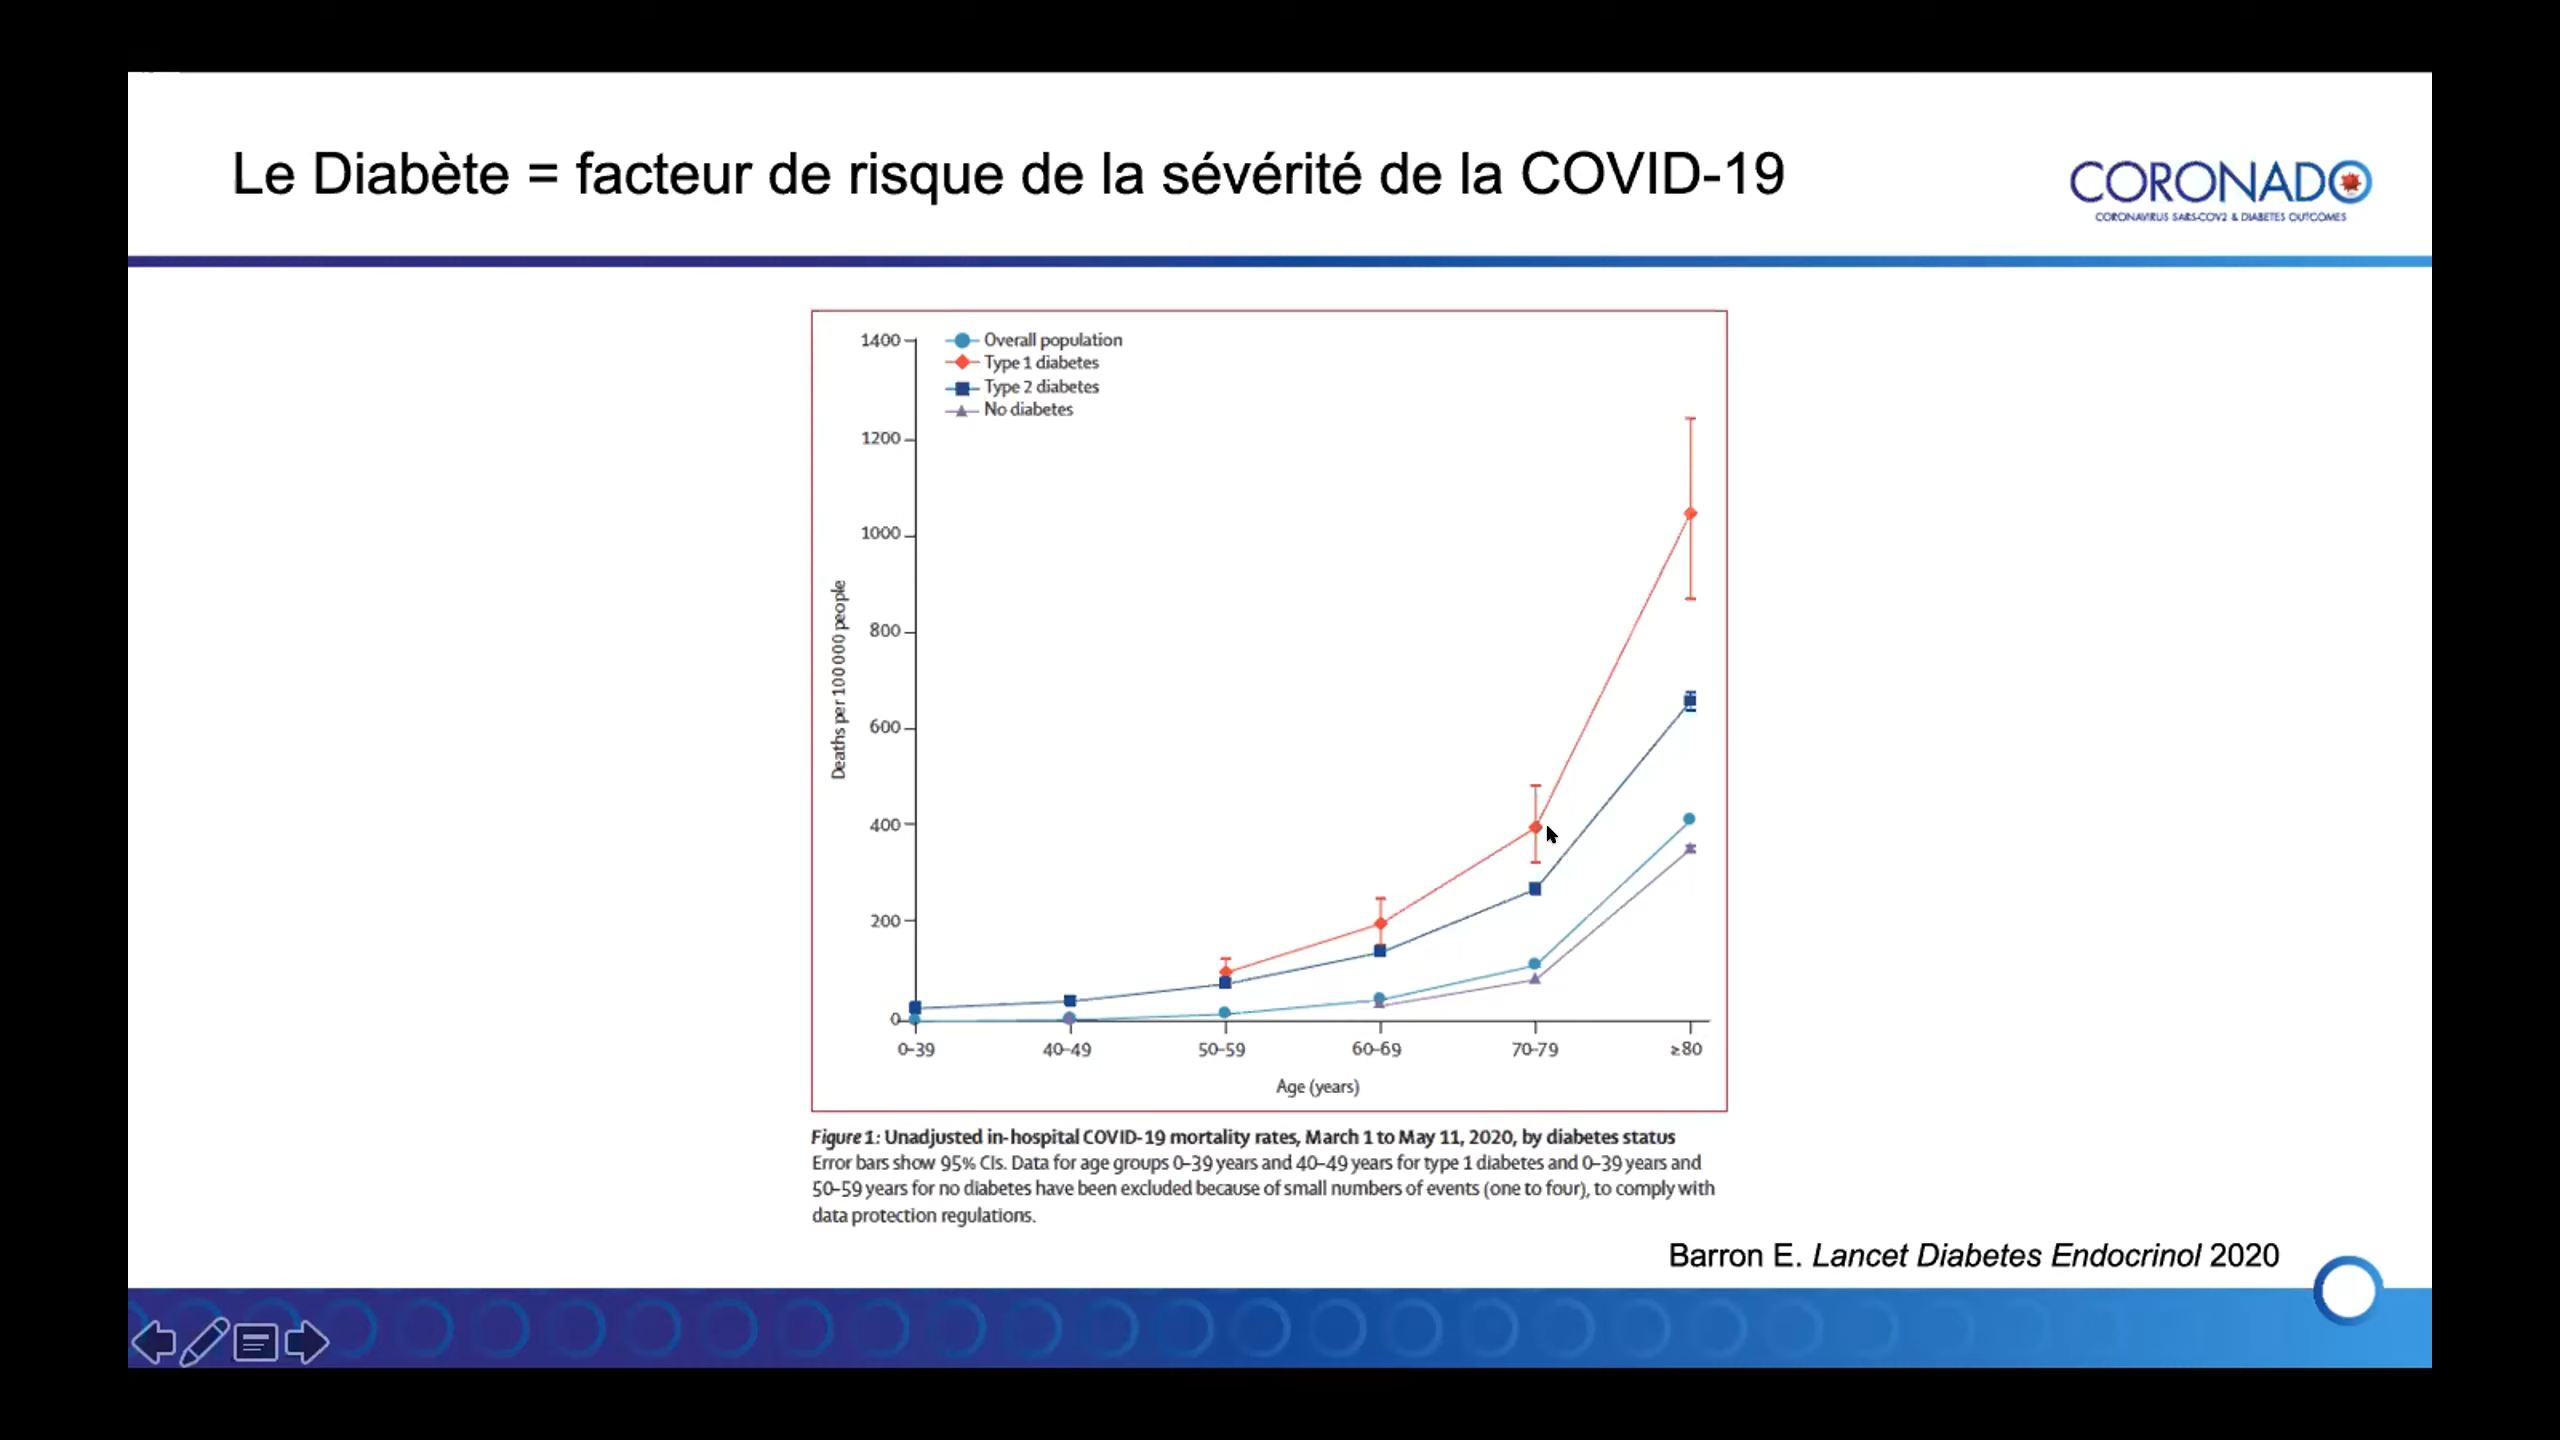 Le Diabète = facteur de risque de la sévérité de la COVID-19
CORONADO
CORONAVIRUS SARS-COV2 & DIABETES OUTCOMES
1400
1200
1000
800
600
400
200
0
Deaths per 100 000 people
Overall population
Type 1 diabetes
Type 2 diabetes
No diabetes
0–39
40–49
50–59
60–69
70–79
≥80
Age (years)
Figure 1: Unadjusted in-hospital COVID-19 mortality rates, March 1 to May 11, 2020, by diabetes status
Error bars show 95% CIs. Data for age groups 0–39 years and 40–49 years for type 1 diabetes and 0–39 years and
50–59 years for no diabetes have been excluded because of small numbers of events (one to four), to comply with
data protection regulations.
Barron E. Lancet Diabetes Endocrinol 2020